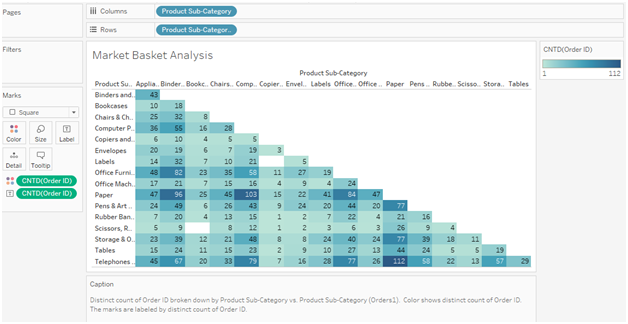 Pages
Columns Product Sub-Category
Rows Product Sub-Categor..
Filters
Marks
Square
Color Size Label
Detail Tooltip
CNTD(Order ID)
CNTD(Order ID)
Market Basket Analysis
Product Sub-Category
Product Su.. Applia.. Binder.. Bookc.. Chairs.. Comp.. Copier.. Envel.. Labels Office.. Office.. Paper Pens .. Rubbe.. Scisso.. Stora.. Tables
Binders and.. 43
Bookcases 10 18
Chairs & Ch.. 25 32 8
Computer P.. 36 55 16 28
Copiers and.. 6 10 4 5 5
Envelopes 20 19 6 7 19 3
Labels 14 32 7 10 21 5
Office Furni.. 48 82 23 35 58 11 27 19
Office Mach.. 17 21 7 15 16 4 9 4 24
Paper 47 96 25 45 103 15 22 41 84 47
Pens & Art .. 24 49 6 26 43 9 24 20 44 20 77
Rubber Ban.. 7 20 4 13 15 1 2 7 22 4 21 16
Scissors, R.. 5 9 8 12 2 3 6 3 26 9 4
Storage & O.. 23 39 12 21 48 8 8 24 40 24 77 39 18 11
Tables 15 24 11 15 23 2 9 10 27 13 44 24 5 5 19
Telephones .. 45 67 20 33 79 7 16 28 77 26 112 58 22 13 57 29
CNTD(Order ID)
1 112
Caption
Distinct count of Order ID broken down by Product Sub-Category vs. Product Sub-Category (Orders1). Color shows distinct count of Order ID.
The marks are labeled by distinct count of Order ID.